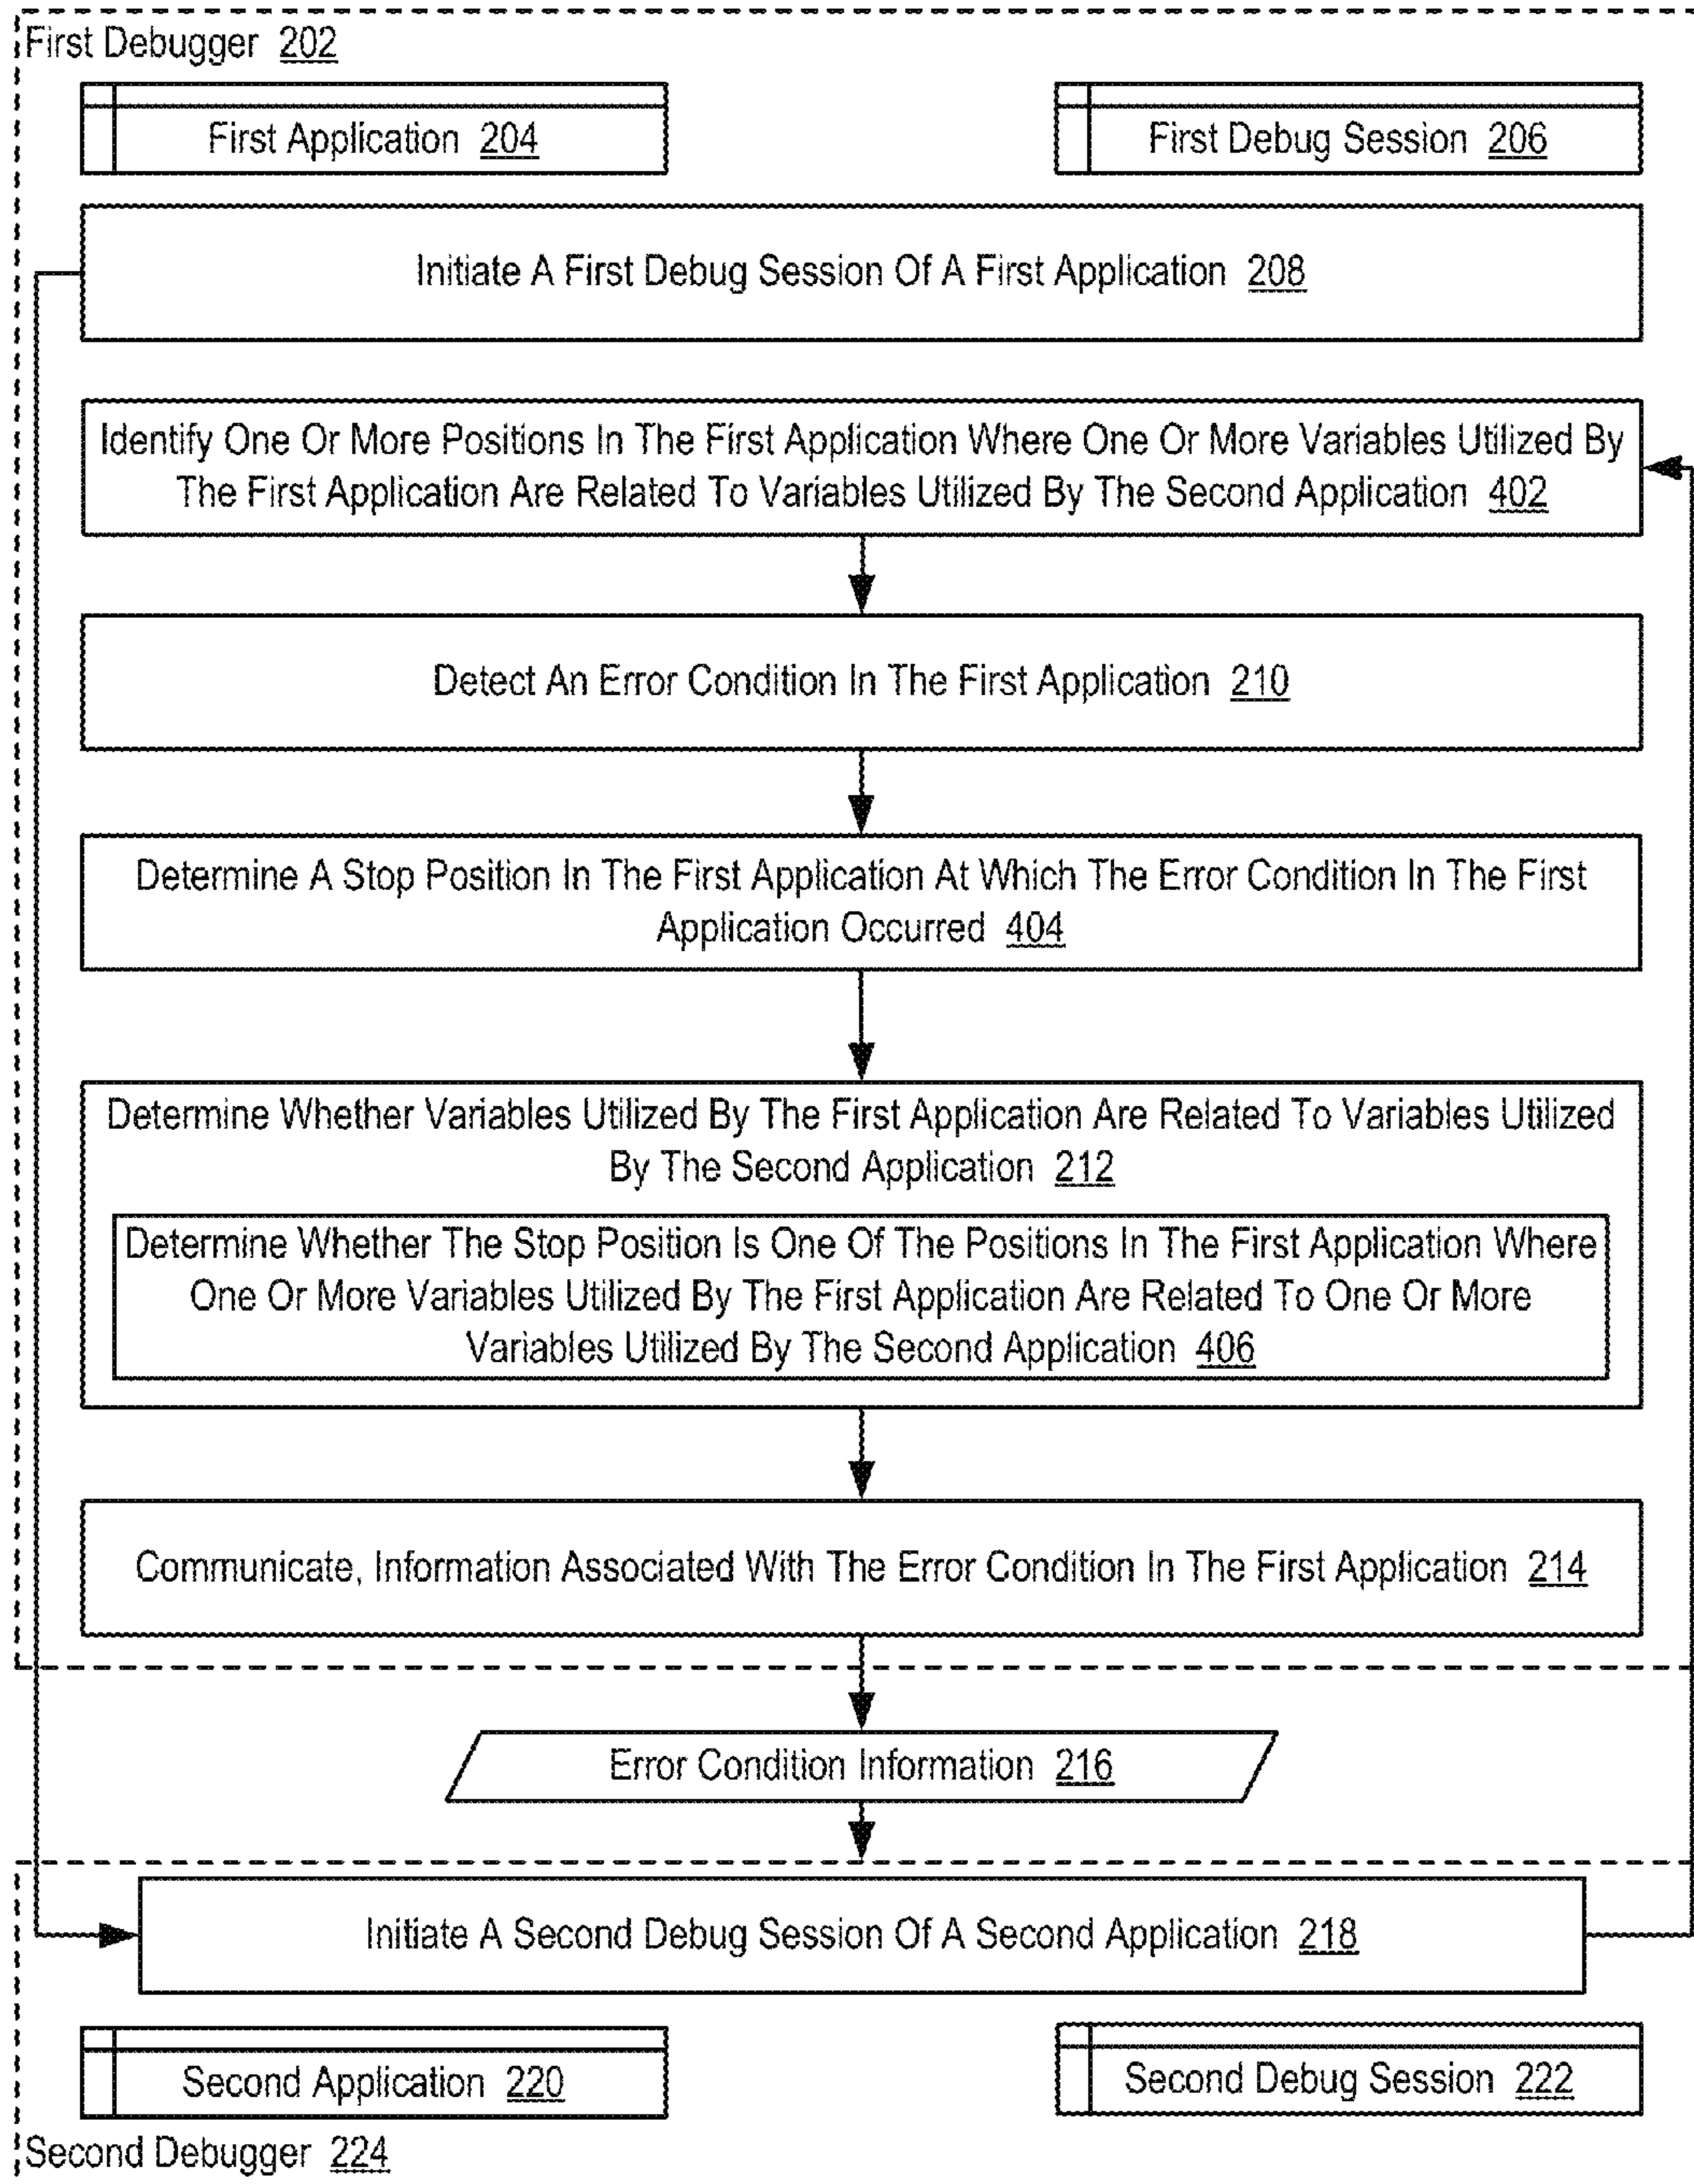 First Debugger 202
First Application 204
First Debug Session 206
Initiate A First Debug Session Of A First Application 208
Identify One Or More Positions In The First Application Where One Or More Variables Utilized By
The First Application Are Related To Variables Utilized By The Second Application 402
Detect An Error Condition In The First Application 210
Determine A Stop Position In The First Application At Which The Error Condition In The First
Application Occurred 404
Determine Whether Variables Utilized By The First Application Are Related To Variables Utilized
By The Second Application 212
Determine Whether The Stop Position Is One Of The Positions In The First Application Where
One Or More Variables Utilized By The First Application Are Related To One Or More
Variables Utilized By The Second Application 406
Communicate, Information Associated With The Error Condition In The First Application 214
Error Condition Information 216
Initiate A Second Debug Session Of A Second Application 218
Second Application 220
Second Debug Session 222
Second Debugger 224